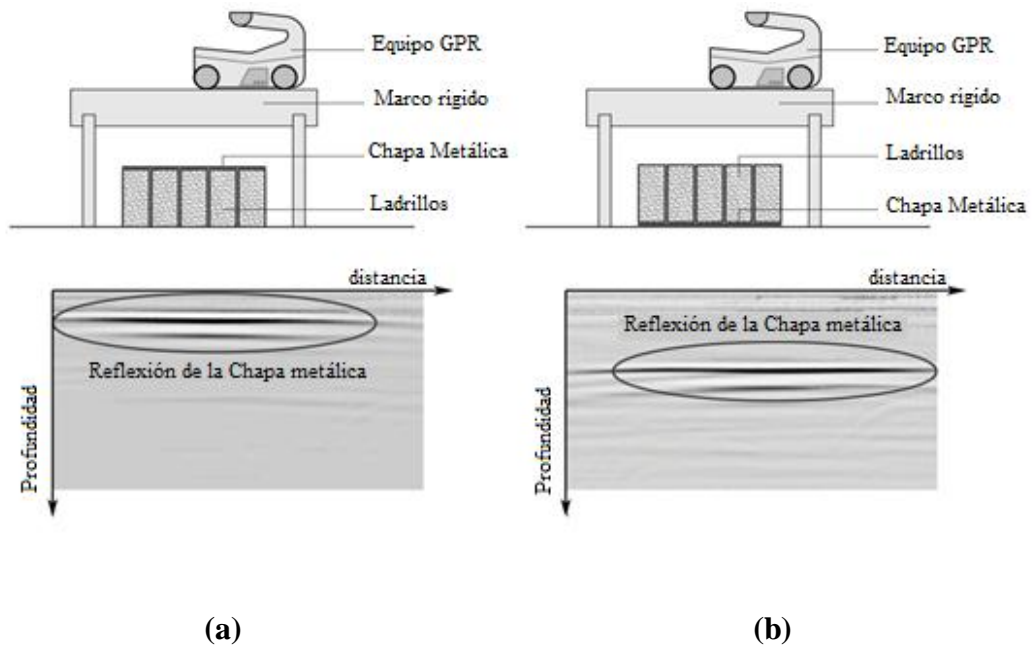 Equipo GPR
Marco rigido
Chapa Metálica
Ladrillos
distancia
Reflexión de la Chapa metálica
Profundidad
(a)
Equipo GPR
Marco rigido
Ladrillos
Chapa Metálica
distancia
Reflexión de la Chapa metálica
Profundidad
(b)